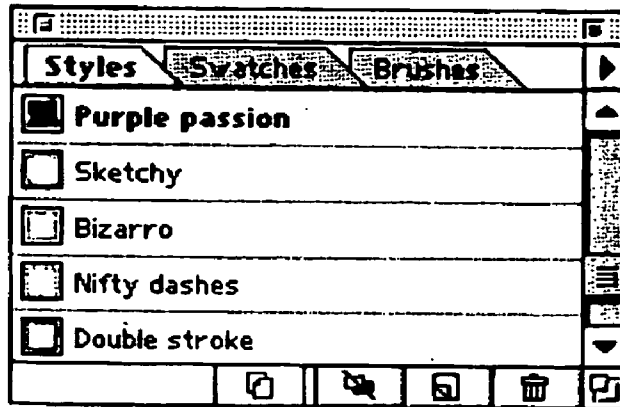 Styles Swatches Brushes
Purple passion
Sketchy
Bizarro
Nifty dashes
Double stroke